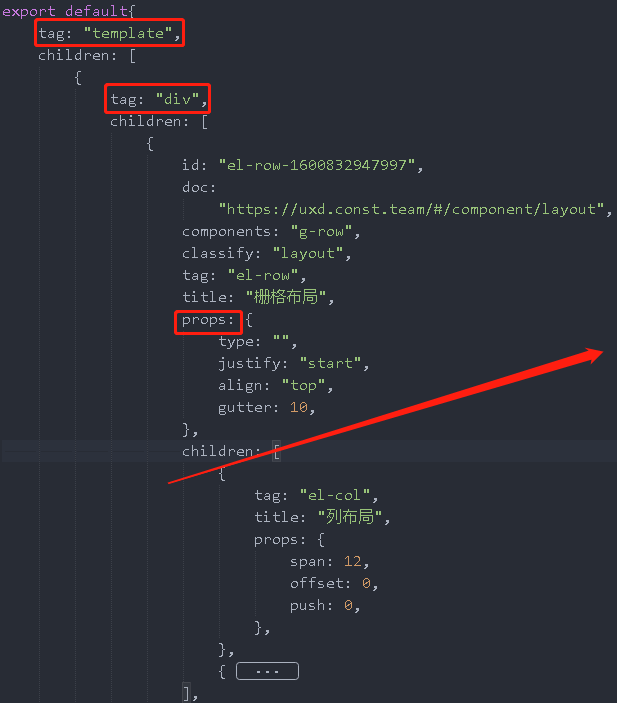 export default{
tag: "template",
children: [
{
tag: "div",
children: [
{
id: "el-row-1600832947997",
doc:
"https://uxd.const.team/#/component/layout",
components: "g-row",
classify: "layout",
tag: "el-row",
title: "栅格布局",
props: {
type: "",
justify: "start",
align: "top",
gutter: 10,
},
children: [
{
tag: "el-col",
title: "列布局",
props: {
span: 12,
offset: 0,
push: 0,
},
},
{ ...
],